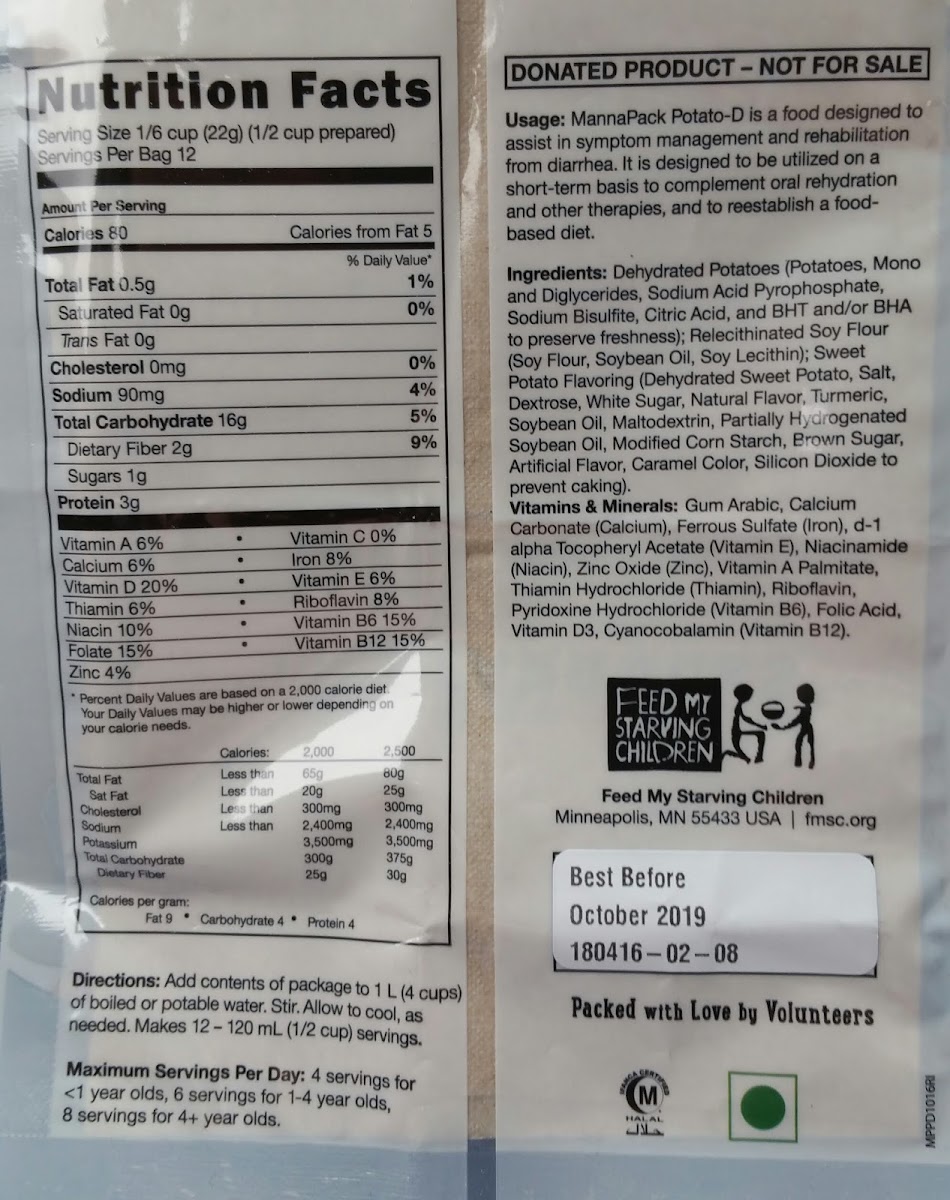 Nutrition Facts
Serving Size 1/6 cup (22g) (1/2 cup prepared)
Servings Per Bag 12
Amount Per Serving
Calories 80 Calories from Fat 5
% Daily Value*
Total Fat 0.5g 1%
Saturated Fat 0g 0%
Trans Fat 0g
Cholesterol 0mg 0%
Sodium 90mg 4%
Total Carbohydrate 16g 5%
Dietary Fiber 2g 9%
Sugars 1g
Protein 3g
Vitamin A 6% • Vitamin C 0%
Calcium 6% • Iron 8%
Vitamin D 20% • Vitamin E 6%
Thiamin 6% • Riboflavin 8%
Niacin 10% • Vitamin B6 15%
Folate 15% • Vitamin B12 15%
Zinc 4%
* Percent Daily Values are based on a 2,000 calorie diet.
Your Daily Values may be higher or lower depending on
your calorie needs.
Calories: 2,000 2,500
Total Fat Less than 65g 80g
Sat Fat Less than 20g 25g
Cholesterol Less than 300mg 300mg
Sodium Less than 2,400mg 2,400mg
Potassium 3,500mg 3,500mg
Total Carbohydrate 300g 375g
Dietary Fiber 25g 30g
Calories per gram:
Fat 9 • Carbohydrate 4 • Protein 4
Directions: Add contents of package to 1 L (4 cups)
of boiled or potable water. Stir. Allow to cool, as
needed. Makes 12 – 120 mL (1/2 cup) servings.
Maximum Servings Per Day: 4 servings for
<1 year olds, 6 servings for 1-4 year olds,
8 servings for 4+ year olds.
DONATED PRODUCT – NOT FOR SALE
Usage: MannaPack Potato-D is a food designed to
assist in symptom management and rehabilitation
from diarrhea. It is designed to be utilized on a
short-term basis to complement oral rehydration
and other therapies, and to reestablish a food-
based diet.
Ingredients: Dehydrated Potatoes (Potatoes, Mono
and Diglycerides, Sodium Acid Pyrophosphate,
Sodium Bisulfite, Citric Acid, and BHT and/or BHA
to preserve freshness); Relecithinated Soy Flour
(Soy Flour, Soybean Oil, Soy Lecithin); Sweet
Potato Flavoring (Dehydrated Sweet Potato, Salt,
Dextrose, White Sugar, Natural Flavor, Turmeric,
Soybean Oil, Maltodextrin, Partially Hydrogenated
Soybean Oil, Modified Corn Starch, Brown Sugar,
Artificial Flavor, Caramel Color, Silicon Dioxide to
prevent caking).
Vitamins & Minerals: Gum Arabic, Calcium
Carbonate (Calcium), Ferrous Sulfate (Iron), d-1
alpha Tocopheryl Acetate (Vitamin E), Niacinamide
(Niacin), Zinc Oxide (Zinc), Vitamin A Palmitate,
Thiamin Hydrochloride (Thiamin), Riboflavin,
Pyridoxine Hydrochloride (Vitamin B6), Folic Acid,
Vitamin D3, Cyanocobalamin (Vitamin B12).
FEED MY
STARVING
CHILDREN
Feed My Starving Children
Minneapolis, MN 55433 USA | fmsc.org
Best Before
October 2019
180416-02-08
Packed with Love by Volunteers
CERTIFIED
M
HALAL
حلال
MPPD1016RI